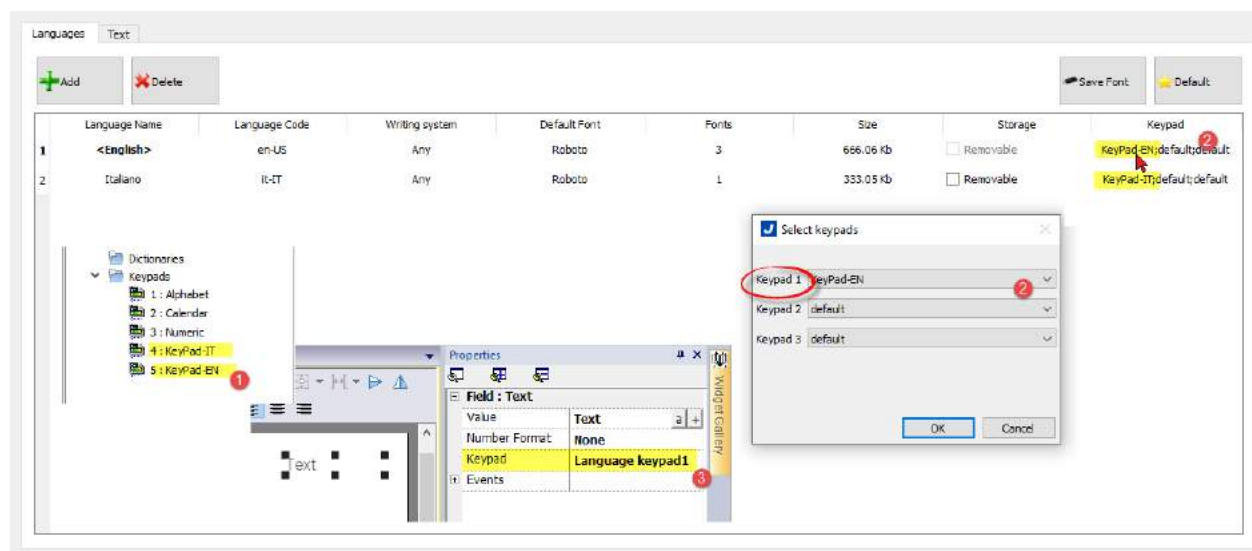 Languages Text
Add Delete Save Font Default
Language Name Language Code Writing system Default Font Fonts Size Storage Keypad
1 <English> en-US Any Roboto 3 666.06 Kb Removable KeyPad-EN;default;default
2
2 Italiano it-IT Any Roboto 1 333.05 Kb Removable KeyPad-IT;default;default
Select keypads
Keypad 1 KeyPad-EN
2
Keypad 2 default
Keypad 3 default
OK Cancel
Dictionaries
Keypads
1 : Alphabet
2 : Calendar
3 : Numeric
4 : KeyPad-IT
5 : KeyPad-EN
1
Text
Properties
Field : Text
Value Text a +
Number Format None
Keypad Language keypad1
3
Events
Widget Gallery